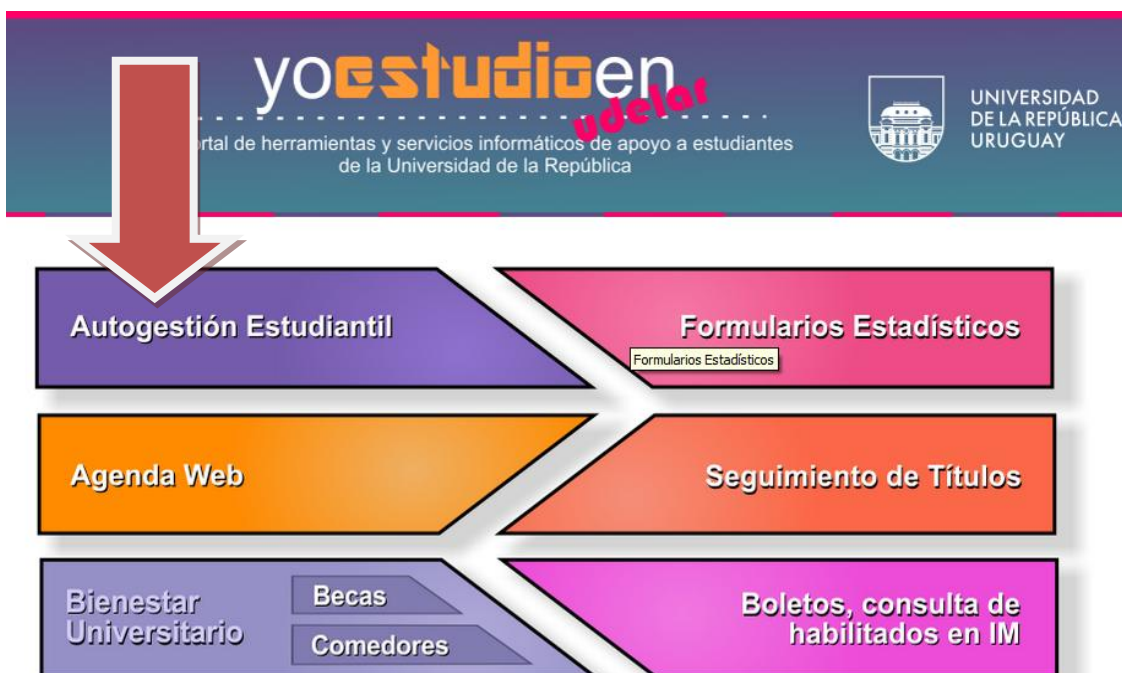 yoestudioen
udelar
rtal de herramientas y servicios informáticos de apoyo a estudiantes
de la Universidad de la República
UNIVERSIDAD
DE LA REPÚBLICA
URUGUAY
Autogestión Estudiantil
Formularios Estadísticos
Formularios Estadísticos
Agenda Web
Seguimiento de Títulos
Bienestar
Universitario
Becas
Comedores
Boletos, consulta de
habilitados en IM